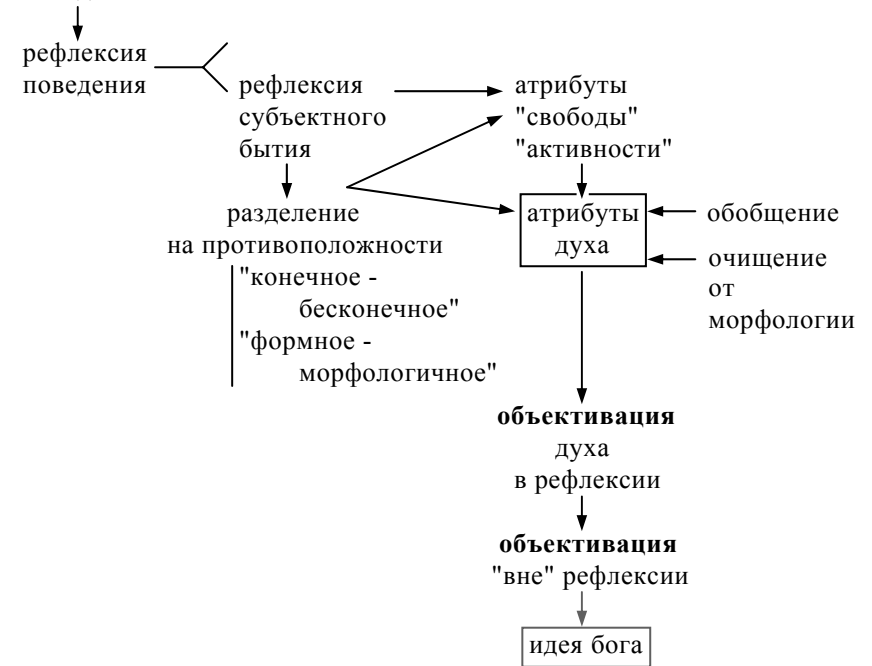 рефлексия
поведения
рефлексия
субъектного
бытия
атрибуты
"свободы"
"активности"
разделение
на противоположности
"конечное -
бесконечное"
"формное -
морфологичное"
атрибуты
духа
обобщение
очищение
от
морфологии
объективация
духа
в рефлексии
объективация
"вне" рефлексии
идея бога